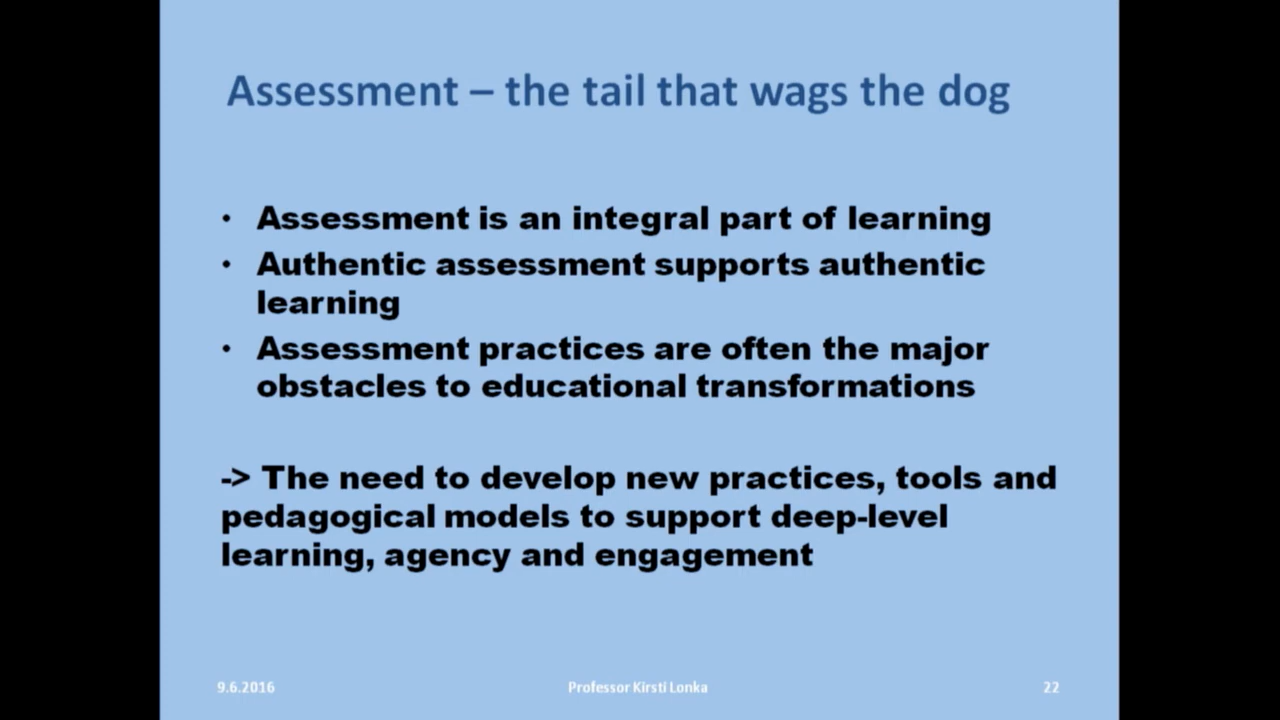 Assessment – the tail that wags the dog
• Assessment is an integral part of learning
• Authentic assessment supports authentic
learning
• Assessment practices are often the major
obstacles to educational transformations
-> The need to develop new practices, tools and
pedagogical models to support deep-level
learning, agency and engagement
9.6.2016
Professor Kirsti Lonka
22